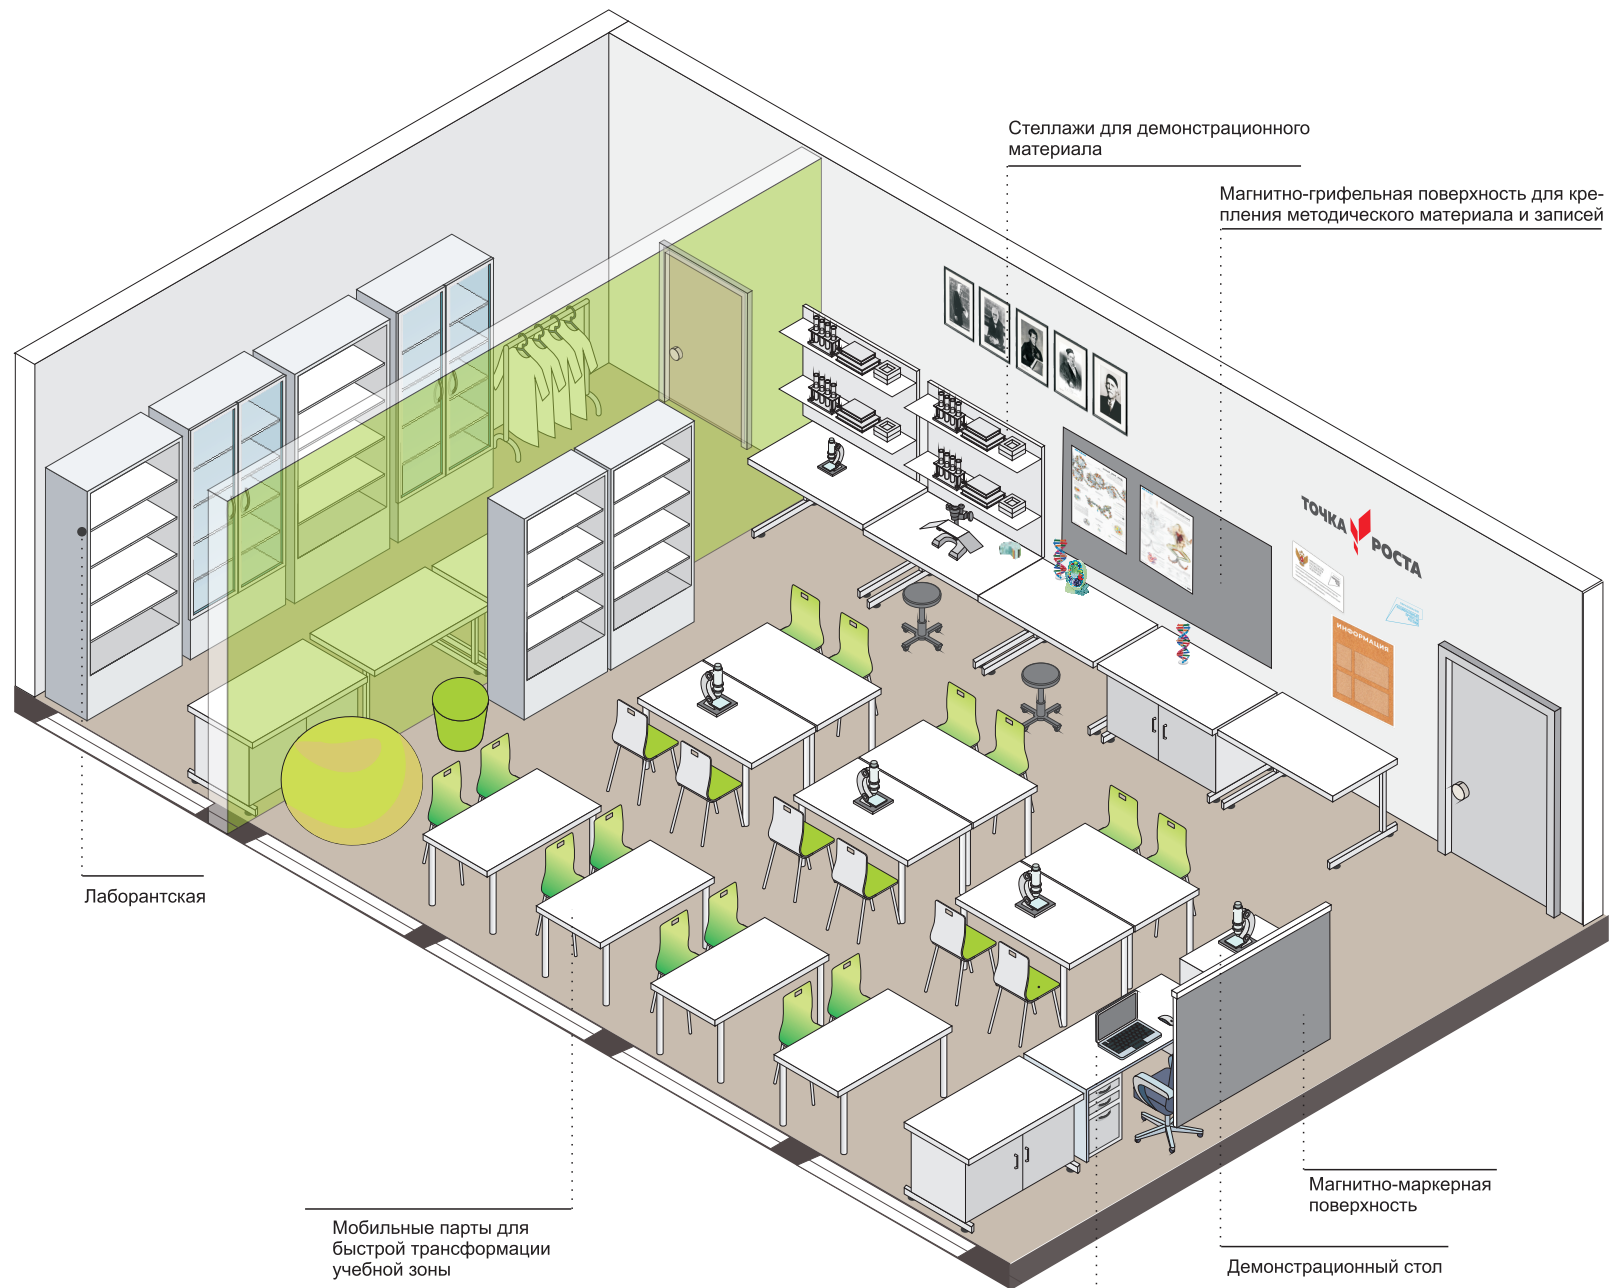 Стеллажи для демонстрационного
материала
Магнитно-грифельная поверхность для кре-
пления методического материала и записей
ТОЧКА
РОСТА
ИНФОРМАЦИЯ
Лаборантская
Мобильные парты для
быстрой трансформации
учебной зоны
Магнитно-маркерная
поверхность
Демонстрационный стол